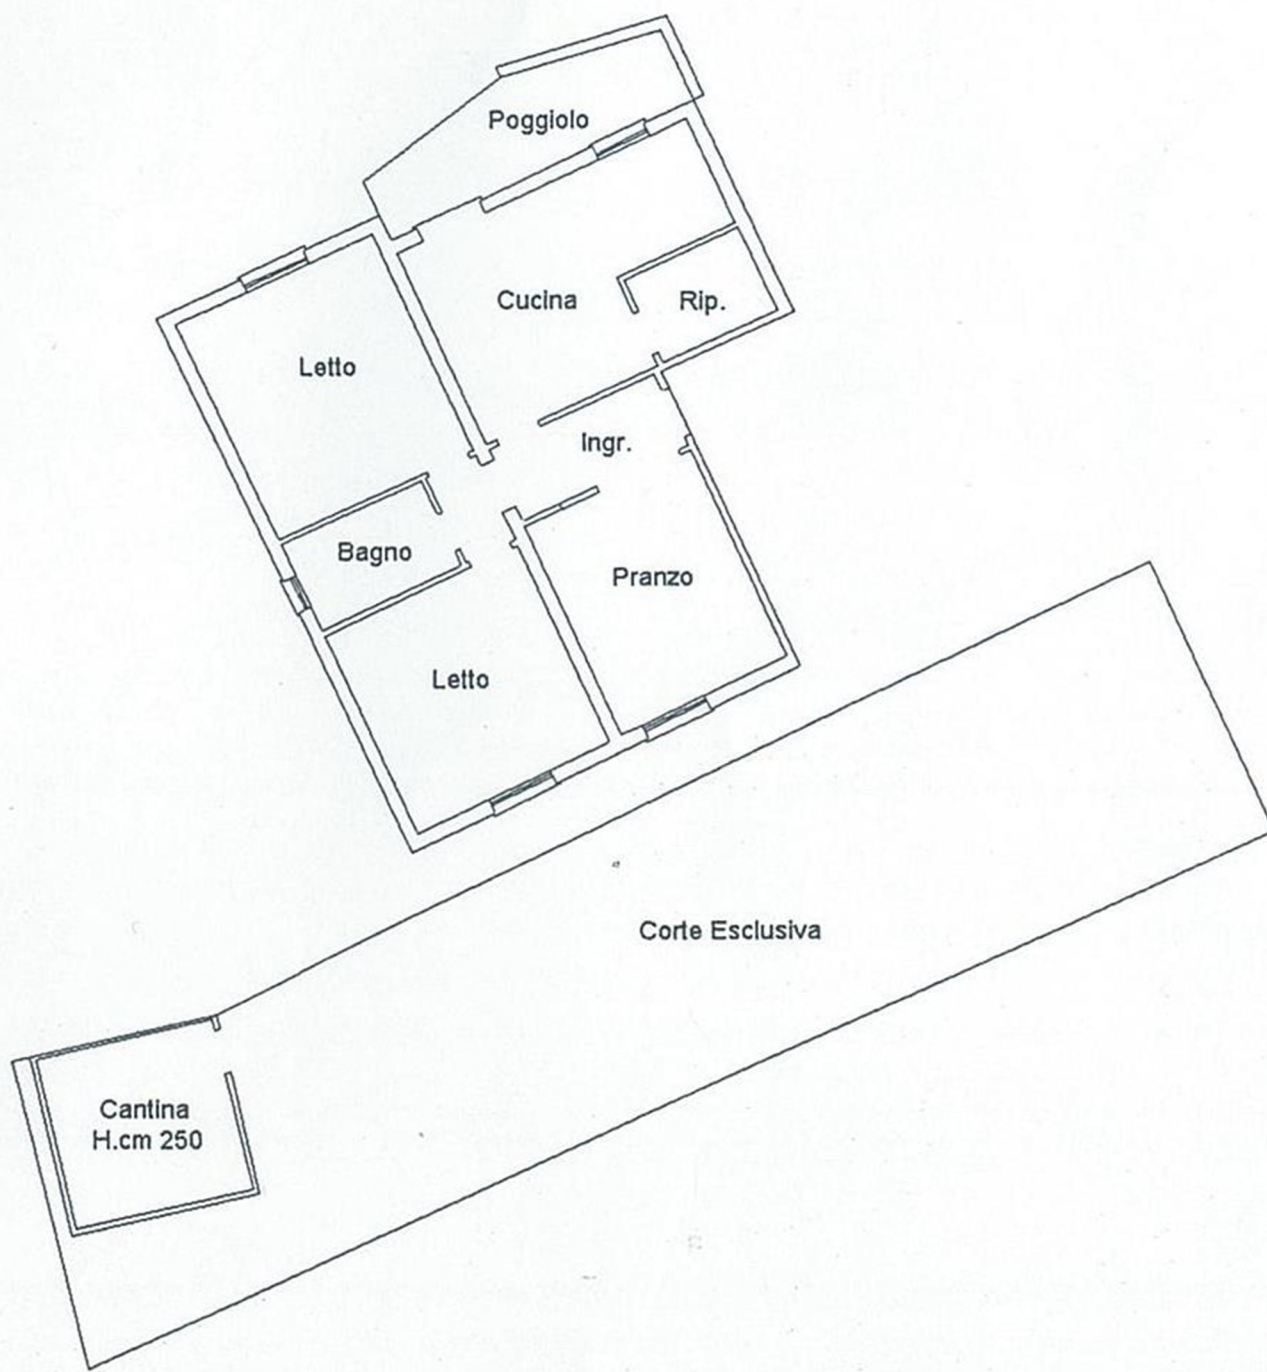 Poggiolo
Cucina
Rip.
Letto
Ingr.
Bagno
Pranzo
Letto
Corte Esclusiva
Cantina
H.cm 250